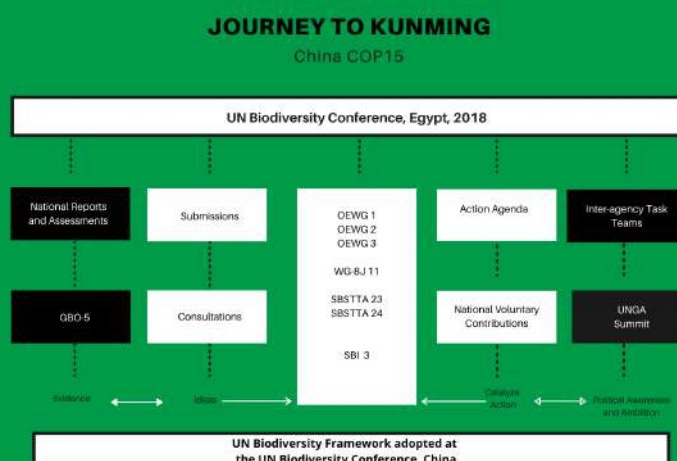 JOURNEY TO KUNMING
China COP15
UN Biodiversity Conference, Egypt, 2018
National Reports
and Assessments
Submissions
OEWG 1
OEWG 2
OEWG 3
WG-8J 11
SBSTTA 23
SBSTTA 24
SBI 3
Action Agenda
Inter-agency Task
Teams
GBO-5
Consultations
National Voluntary
Contributions
UNGA
Summit
Evidence
Ideas
Catalyze
Action
Political Awareness
and Ambition
UN Biodiversity Framework adopted at
the UN Biodiversity Conference, China